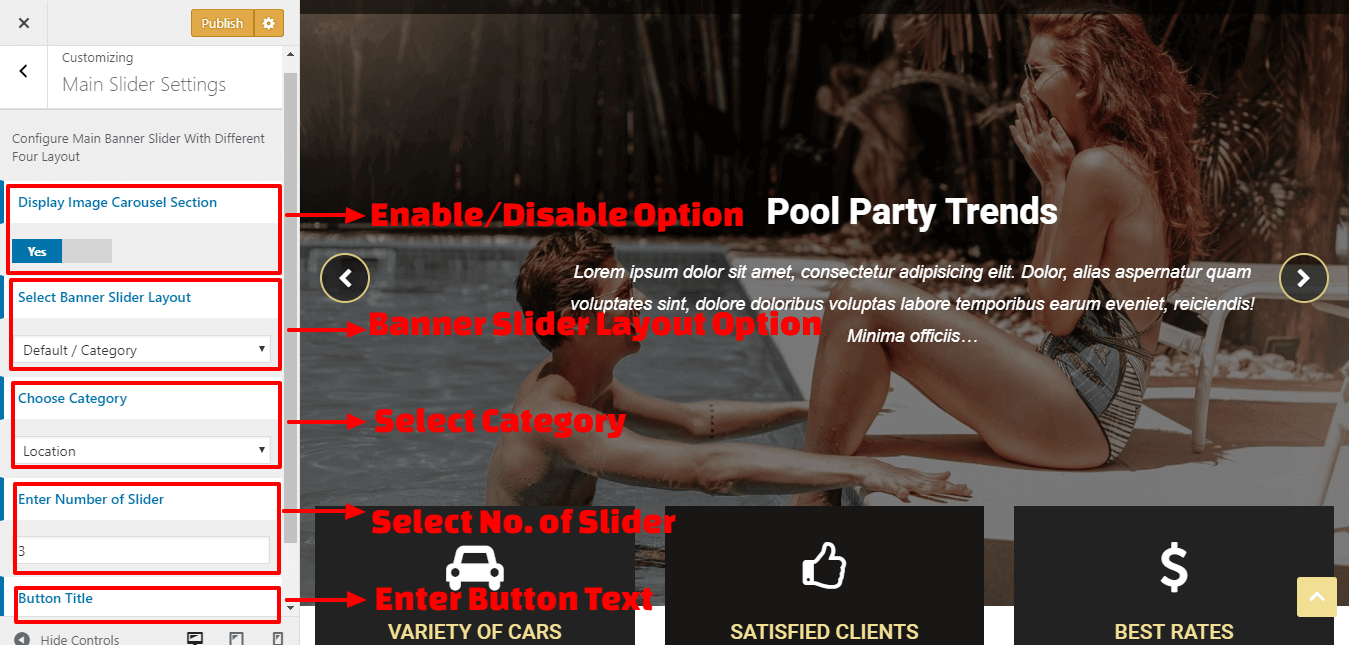 Publish
Customizing
Main Slider Settings
Configure Main Banner Slider With Different
Four Layout
Display Image Carousel Section
Yes
Enable/Disable Option
Select Banner Slider Layout
Default / Category
Banner Slider Layout Option
Choose Category
Location
Select Category
Enter Number of Slider
3
Select No. of Slider
Button Title
Enter Button Text
Hide Controls
Pool Party Trends
Lorem ipsum dolor sit amet, consectetur adipisicing elit. Dolor, alias aspernatur quam
voluptates sint, dolore doloribus voluptas labore temporibus earum eveniet, reiciendis!
Minima officiis…
VARIETY OF CARS
SATISFIED CLIENTS
BEST RATES